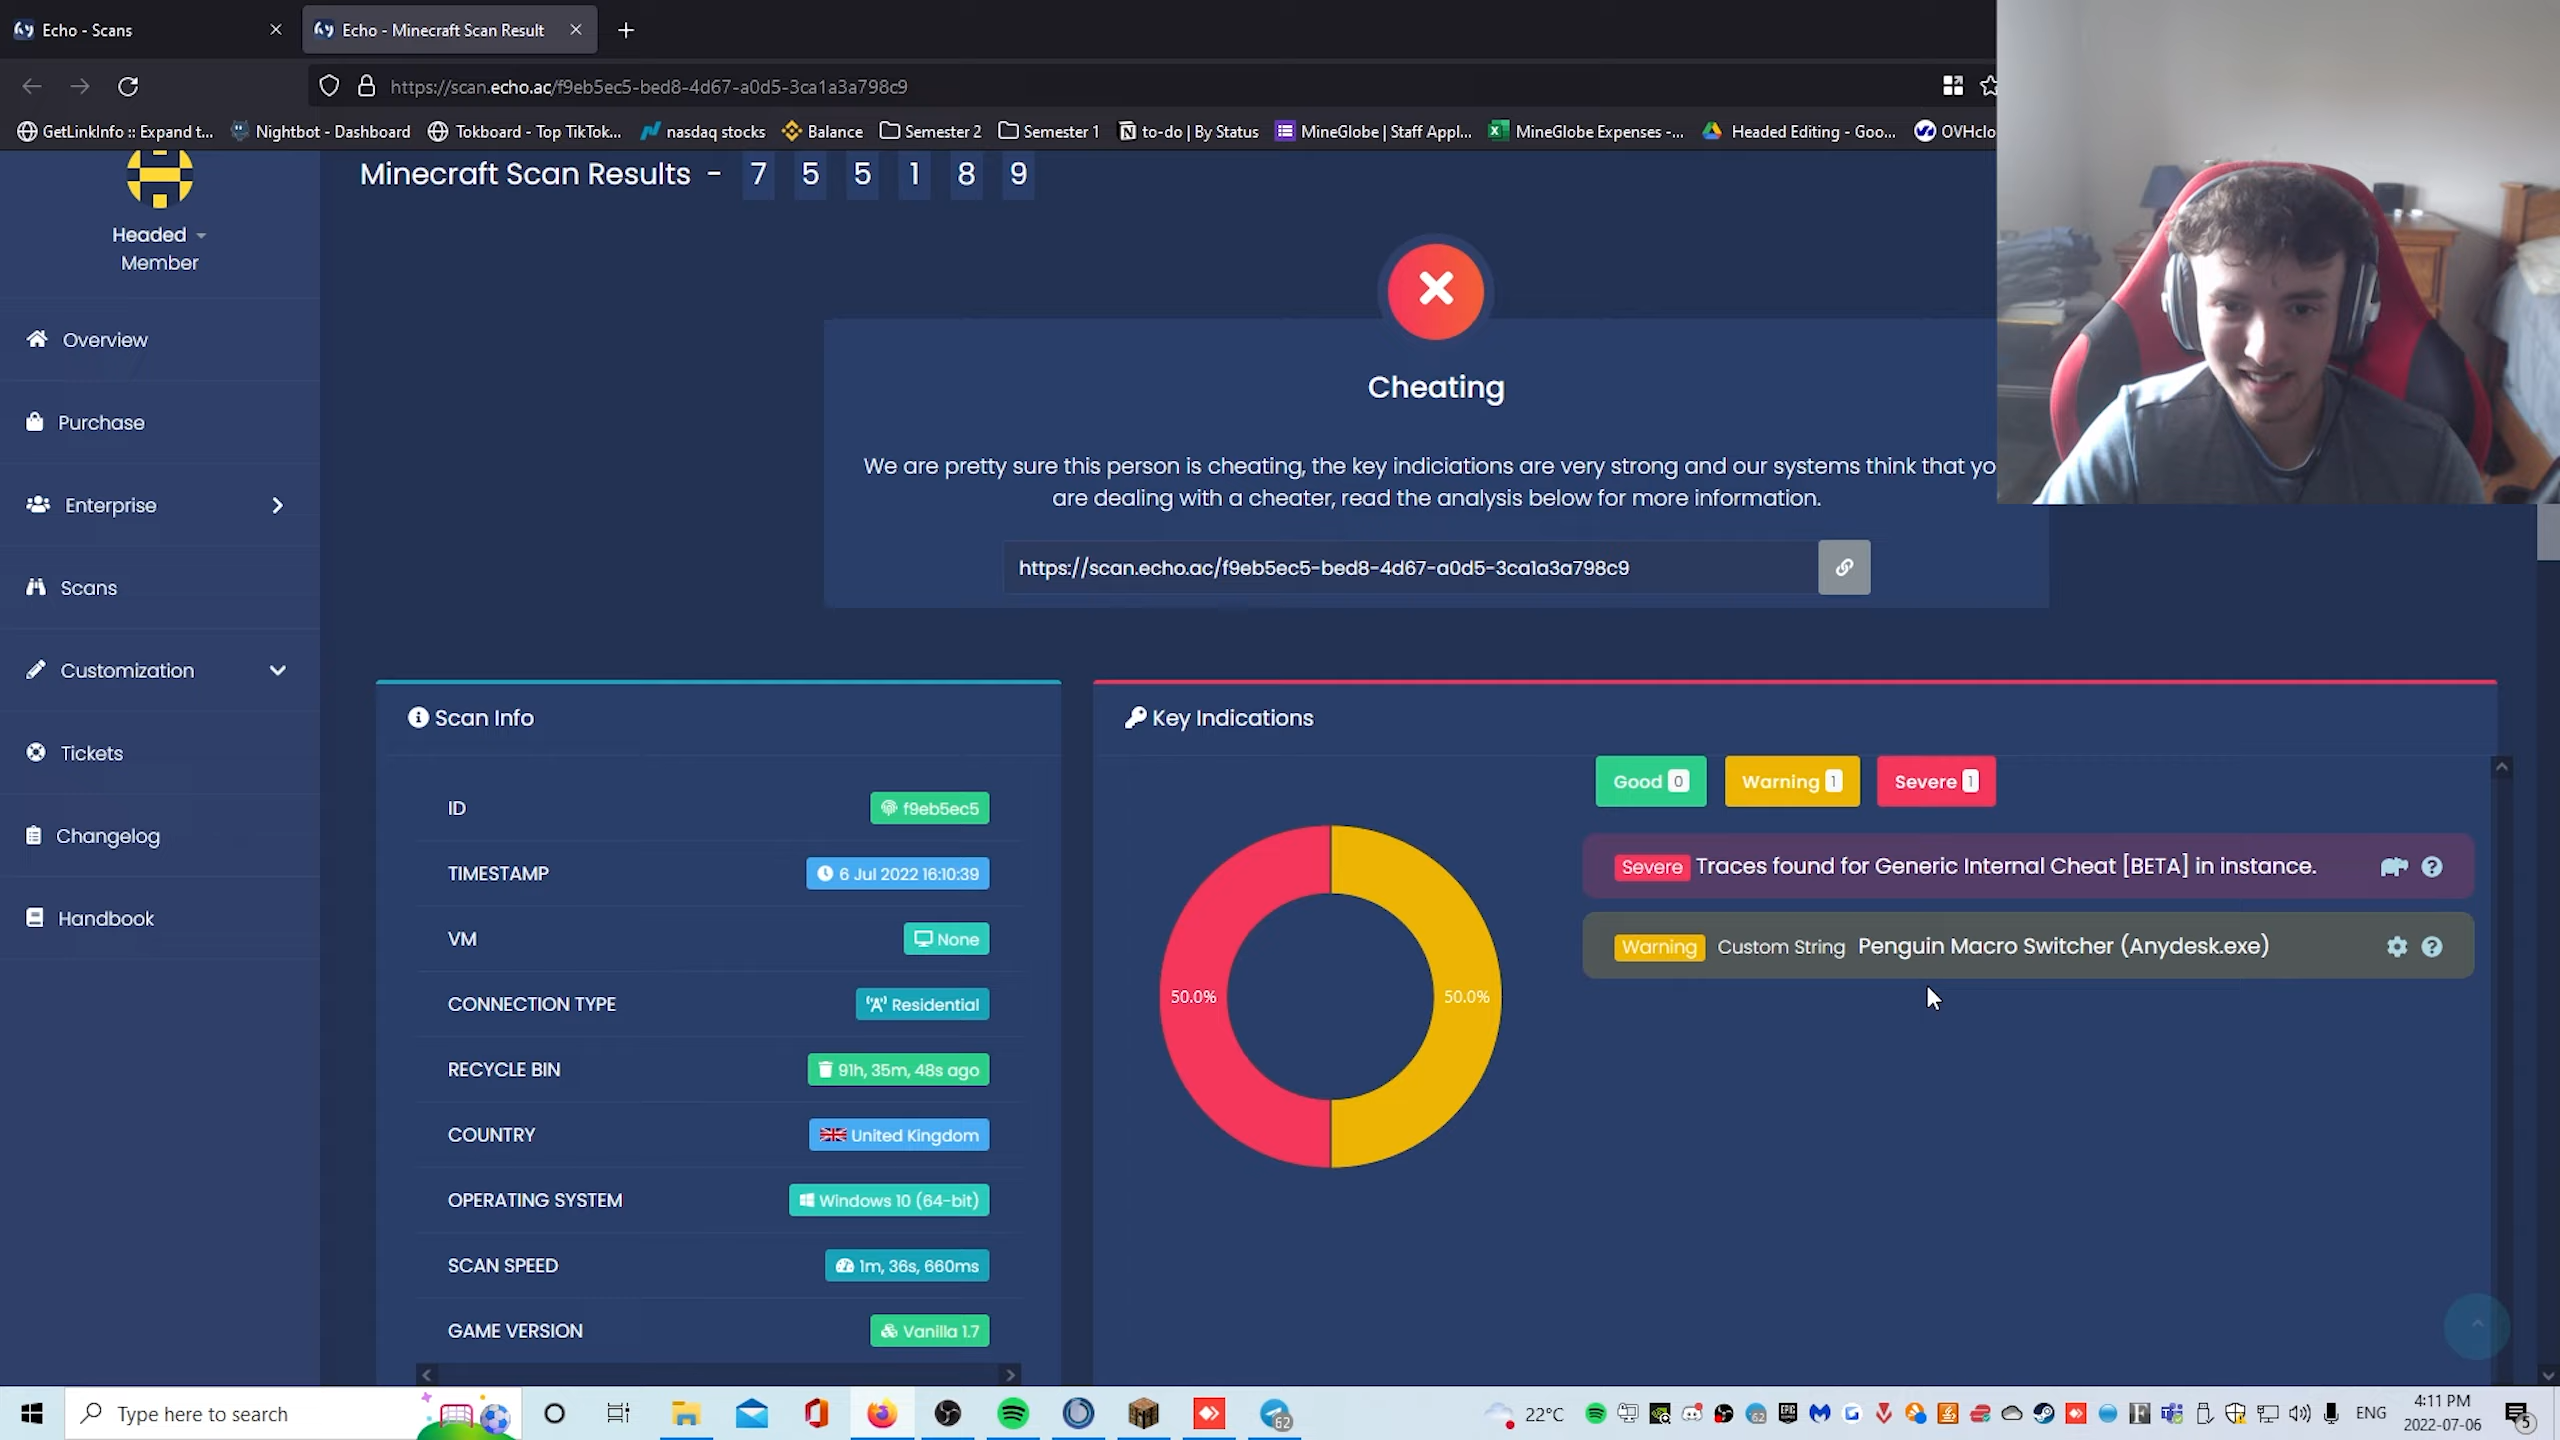 Echo - Scans
Echo - Minecraft Scan Result
https://scan.echo.ac/f9eb5ec5-bed8-4d67-a0d5-3ca1a3a798c9
GetLinkInfo :: Expand t...
Nightbot - Dashboard
Tokboard - Top TikTok...
nasdaq stocks
Balance
Semester 2
Semester 1
to-do | By Status
MineGlobe | Staff Appl...
MineGlobe Expenses -...
Headed Editing - Goo...
OVHclo
Headed
Member
Overview
Purchase
Enterprise
Scans
Customization
Tickets
Changelog
Handbook
Minecraft Scan Results - 7 5 5 1 8 9
Cheating
We are pretty sure this person is cheating, the key indiciations are very strong and our systems think that yo
are dealing with a cheater, read the analysis below for more information.
https://scan.echo.ac/f9eb5ec5-bed8-4d67-a0d5-3ca1a3a798c9
Scan Info
ID f9eb5ec5
TIMESTAMP 6 Jul 2022 16:10:39
VM None
CONNECTION TYPE Residential
RECYCLE BIN 91h, 35m, 48s ago
COUNTRY United Kingdom
OPERATING SYSTEM Windows 10 (64-bit)
SCAN SPEED 1m, 36s, 660ms
GAME VERSION Vanilla 1.7
Key Indications
Good 0 Warning 1 Severe 1
Severe Traces found for Generic Internal Cheat [BETA] in instance.
Warning Custom String Penguin Macro Switcher (Anydesk.exe)
50.0% 50.0%
Type here to search
62
22°C
62
ENG
4:11 PM
2022-07-06
5